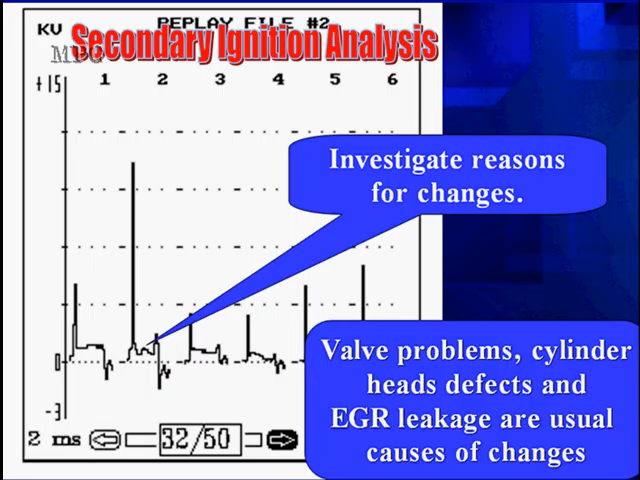 REPLAY FILE #2
KV
Secondary Ignition Analysis
MPG
+15 1 2 3 4 5 6
Investigate reasons
for changes.
0
Valve problems, cylinder
heads defects and
EGR leakage are usual
causes of changes
-3
2 ms 32/50